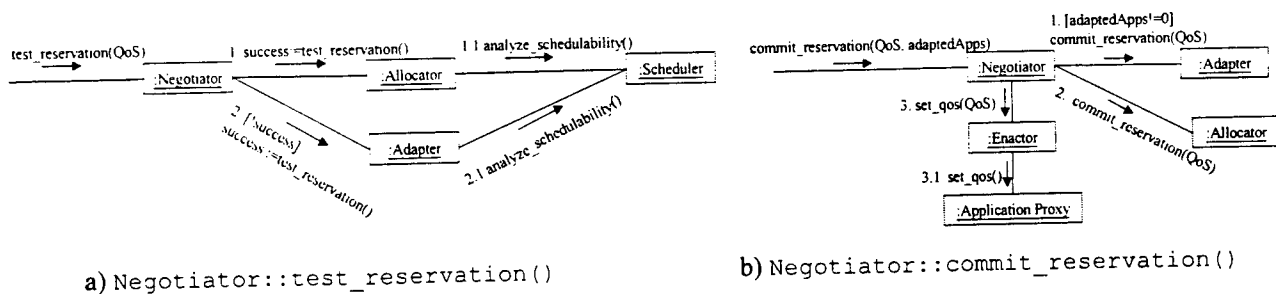 test_reservation(QoS)
1 success:=test_reservation()
1.1 analyze_schedulability()
:Negotiator
:Allocator
:Scheduler
2. [!success]
success:=test_reservation()
:Adapter
2.1 analyze_schedulability()
a) Negotiator::test_reservation()
1. [adaptedApps!=0]
commit_reservation(QoS, adaptedApps)
commit_reservation(QoS)
:Negotiator
:Adapter
3. set_qos(QoS)
2. commit_reservation(QoS)
:Enactor
:Allocator
3.1 set_qos()
:Application Proxy
b) Negotiator::commit_reservation()